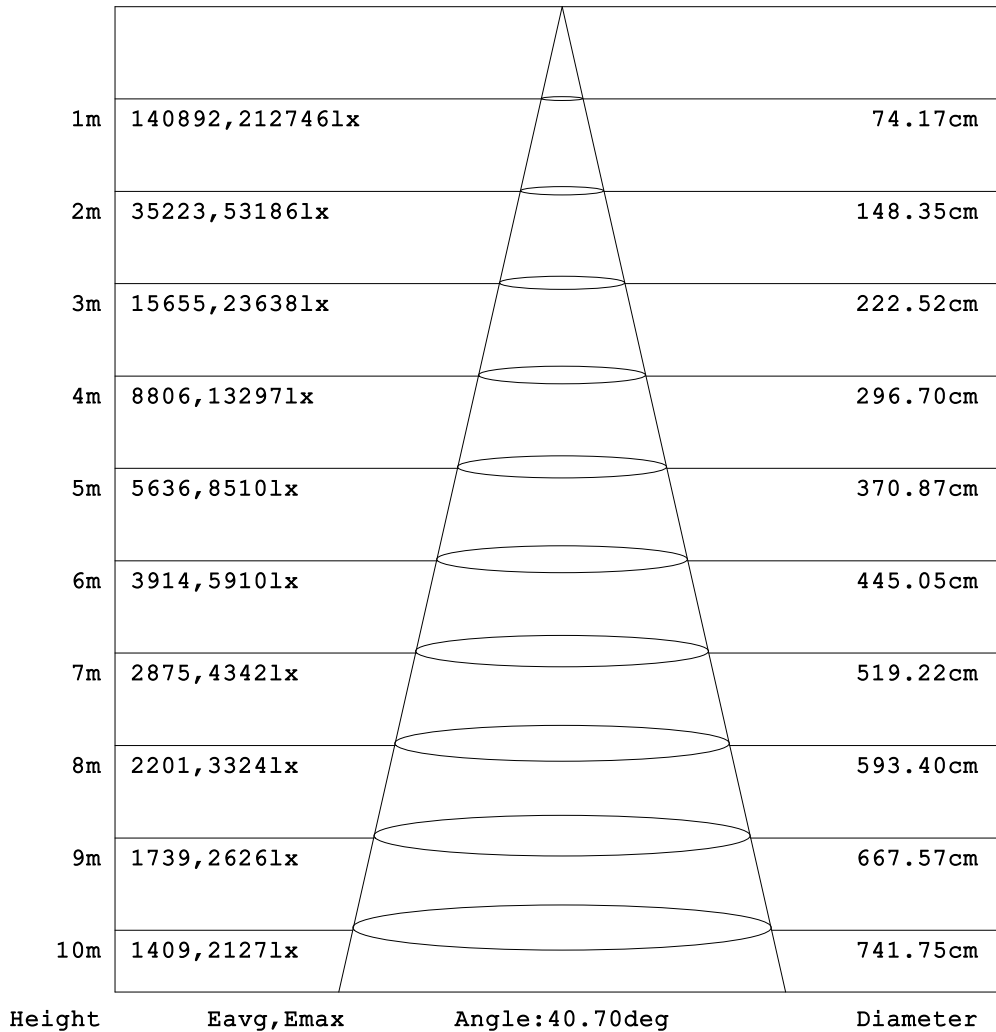 1m 140892,212746lx 74.17cm
2m 35223,53186lx 148.35cm
3m 15655,23638lx 222.52cm
4m 8806,13297lx 296.70cm
5m 5636,8510lx 370.87cm
6m 3914,5910lx 445.05cm
7m 2875,4342lx 519.22cm
8m 2201,3324lx 593.40cm
9m 1739,2626lx 667.57cm
10m 1409,2127lx 741.75cm
Height Eavg,Emax Angle:40.70deg Diameter